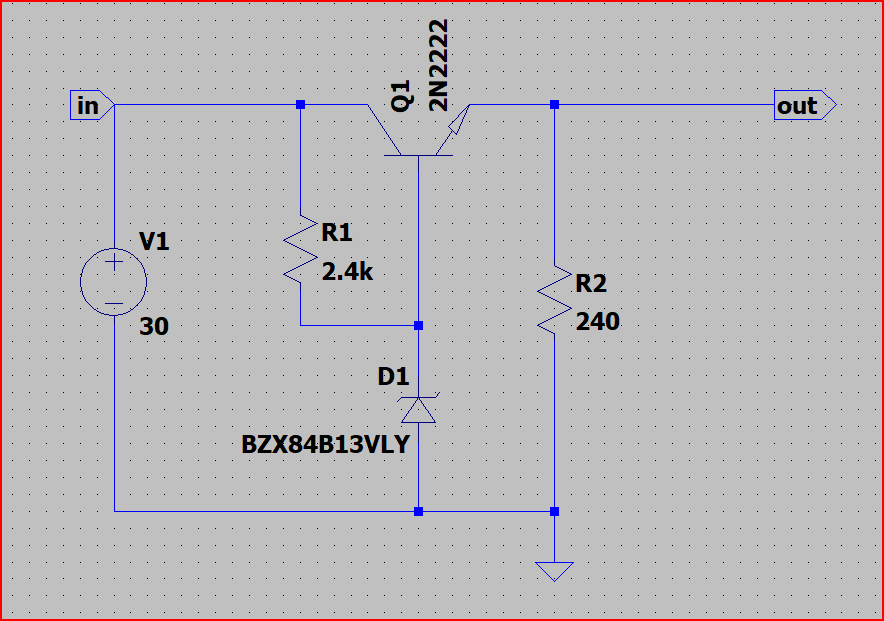 in
Q1
2N2222
out
V1
30
R1
2.4k
R2
240
D1
BZX84B13VLY